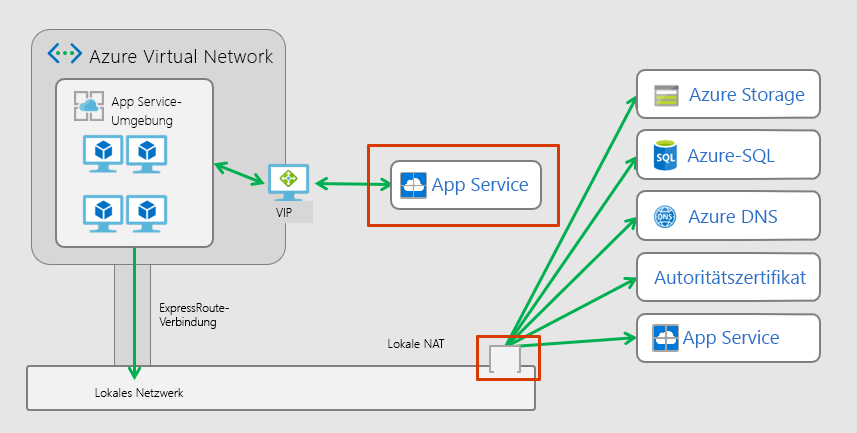 Azure Virtual Network
App Service-
Umgebung
VIP
App Service
ExpressRoute-
Verbindung
Lokales Netzwerk
Lokale NAT
Azure Storage
SQL
Azure-SQL
DNS
Azure DNS
Autoritätszertifikat
App Service